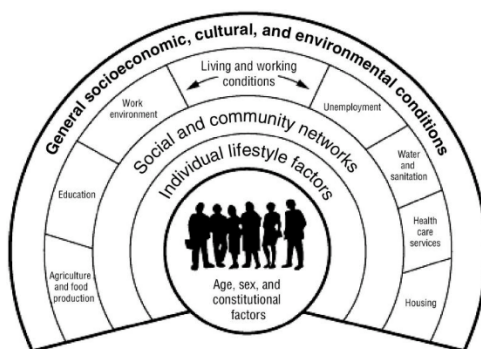 General socioeconomic, cultural, and environmental conditions
Living and working
conditions
Work
environment
Unemployment
Social and community networks
Individual lifestyle factors
Education
Water
and
sanitation
Health
care
services
Agriculture
and food
production
Housing
Age, sex, and
constitutional
factors